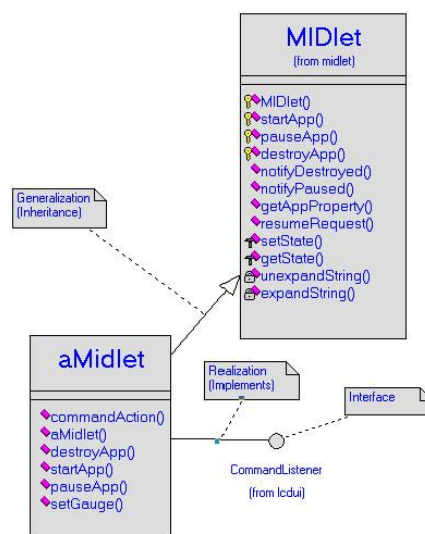 MIDlet
(from midlet)
MIDlet()
startApp()
pauseApp()
destroyApp()
notifyDestroyed()
notifyPaused()
getAppProperty()
resumeRequest()
setState()
getState()
unexpandString()
expandString()
Generalization
(Inheritance)
aMidlet
commandAction()
aMidlet()
destroyApp()
startApp()
pauseApp()
setGauge()
Realization
(Implements)
Interface
CommandListener
(from lcdui)